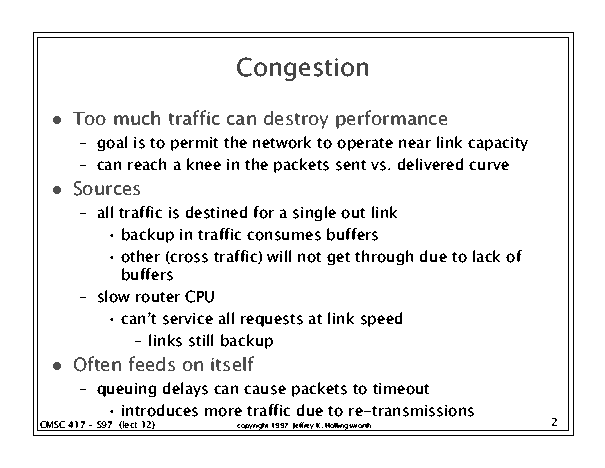 Congestion
● Too much traffic can destroy performance
– goal is to permit the network to operate near link capacity
– can reach a knee in the packets sent vs. delivered curve
● Sources
– all traffic is destined for a single out link
• backup in traffic consumes buffers
• other (cross traffic) will not get through due to lack of
buffers
– slow router CPU
• can't service all requests at link speed
– links still backup
● Often feeds on itself
– queuing delays can cause packets to timeout
• introduces more traffic due to re-transmissions
CMSC 417 - S97 (lect 12) copyright 1997 Jeffrey K. Hollingsworth 2